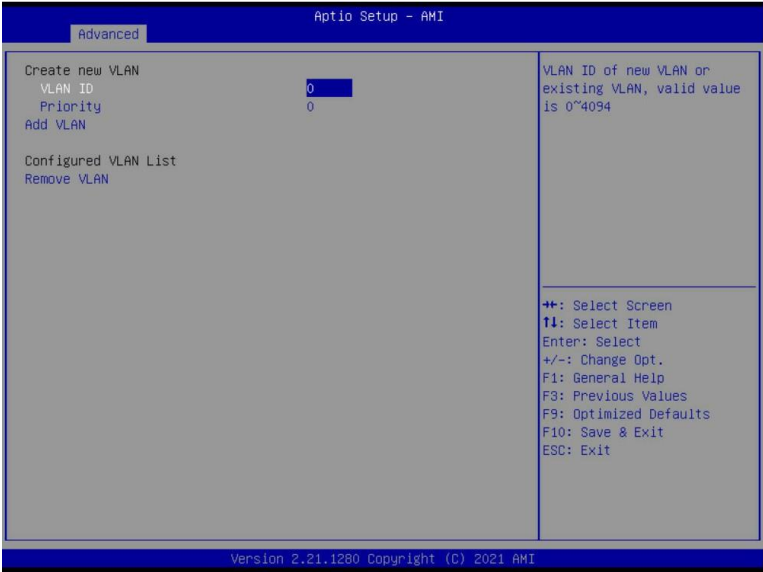 Aptio Setup - AMI
Advanced
Create new VLAN
VLAN ID 0
Priority 0
Add VLAN
Configured VLAN List
Remove VLAN
VLAN ID of new VLAN or
existing VLAN, valid value
is 0~4094
→←: Select Screen
↑↓: Select Item
Enter: Select
+/-: Change Opt.
F1: General Help
F3: Previous Values
F9: Optimized Defaults
F10: Save & Exit
ESC: Exit
Version 2.21.1280 Copyright (C) 2021 AMI